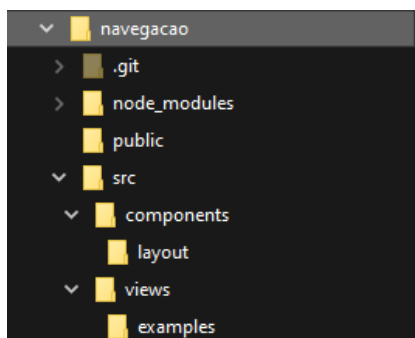 navegacao
.git
node_modules
public
src
components
layout
views
examples